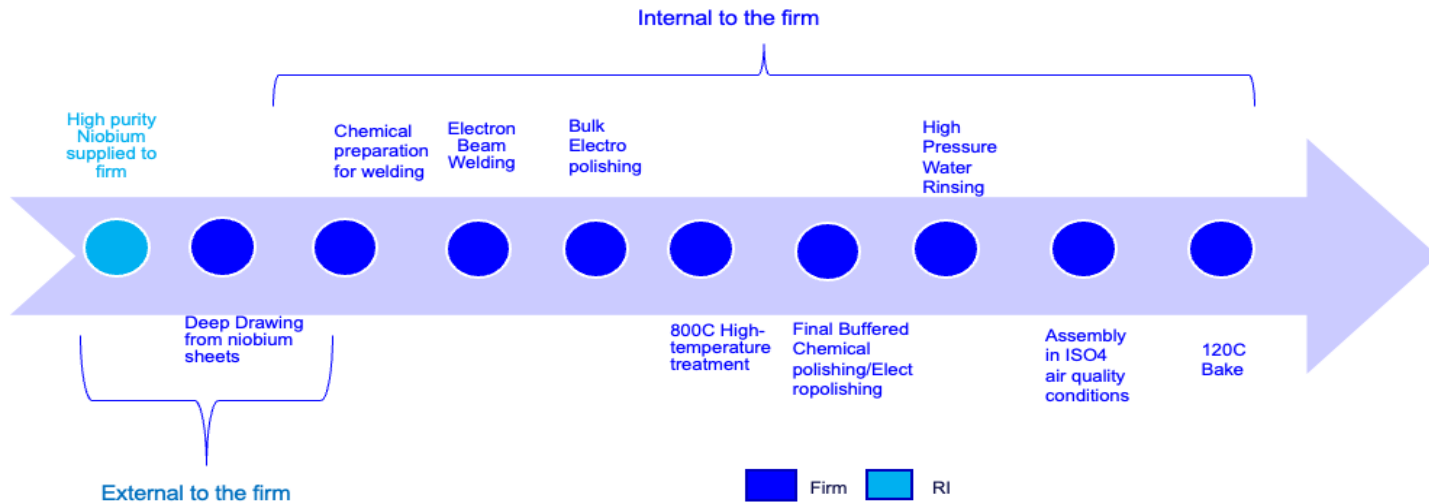 Internal to the firm
High purity
Niobium
supplied to
firm
Chemical
preparation
for welding
Electron
Beam
Welding
Bulk
Electro
polishing
High
Pressure
Water
Rinsing
Deep Drawing
from niobium
sheets
800C High-
temperature
treatment
Final Buffered
Chemical
polishing/Elect
ropolishing
Assembly
in ISO4
air quality
conditions
120C
Bake
External to the firm
Firm
RI